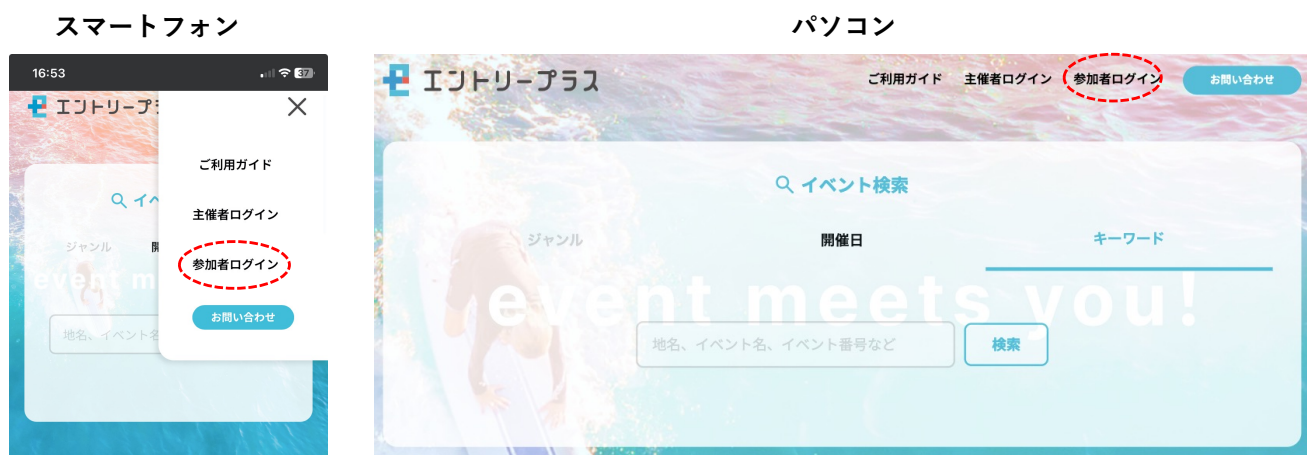 スマートフォン
16:53
37
エントリープラ
ご利用ガイド
主催者ログイン
参加者ログイン
お問い合わせ
イベ
ジャンル
開
event m
地名、イベント名
パソコン
エントリープラス
ご利用ガイド 主催者ログイン 参加者ログイン お問い合わせ
イベント検索
ジャンル 開催日 キーワード
event meets you!
地名、イベント名、イベント番号など 検索